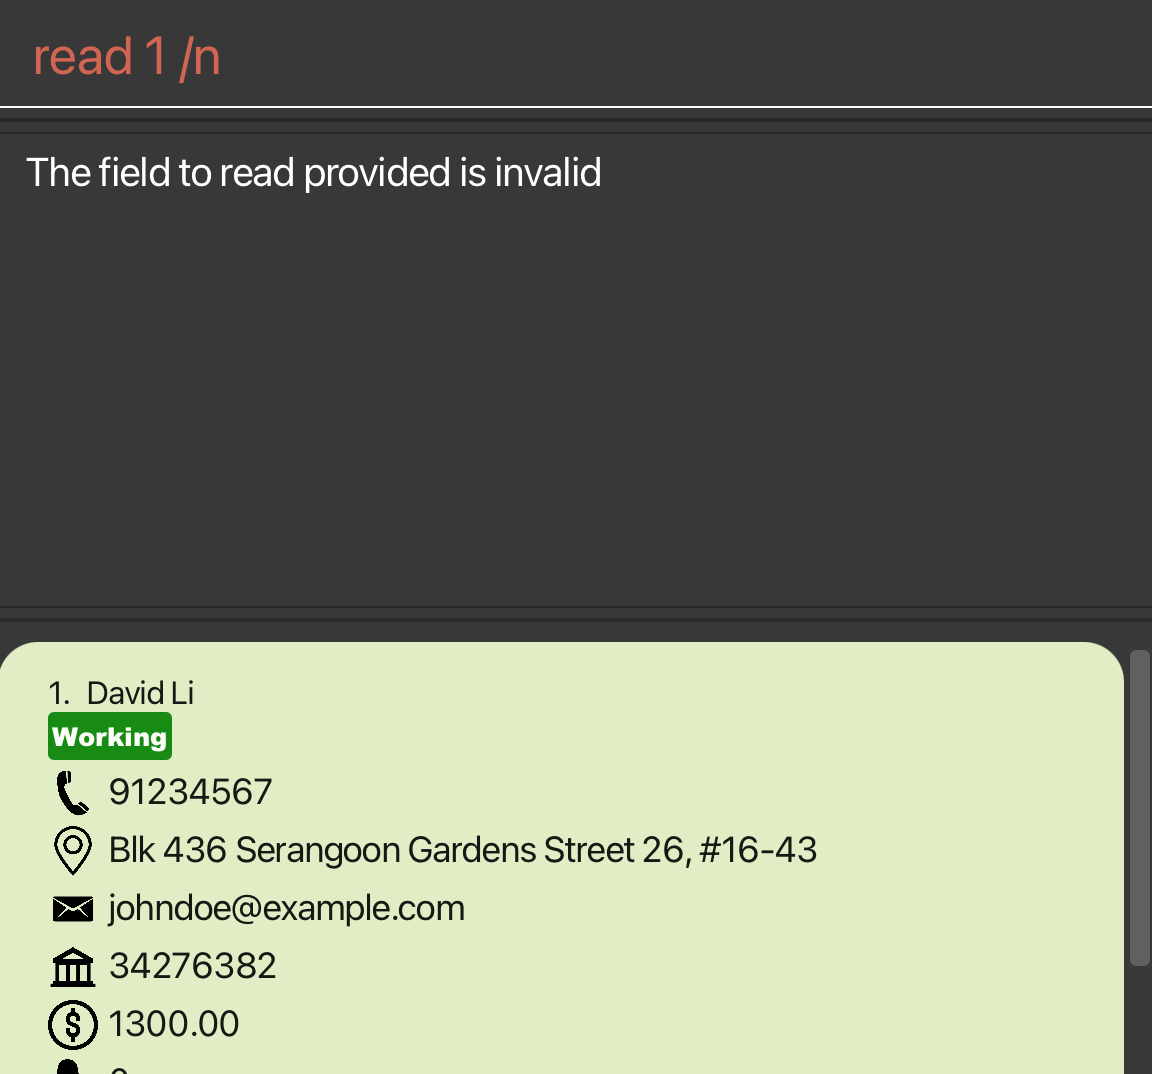 read 1 /n
The field to read provided is invalid
1. David Li
Working
91234567
Blk 436 Serangoon Gardens Street 26, #16-43
johndoe@example.com
34276382
$ 1300.00